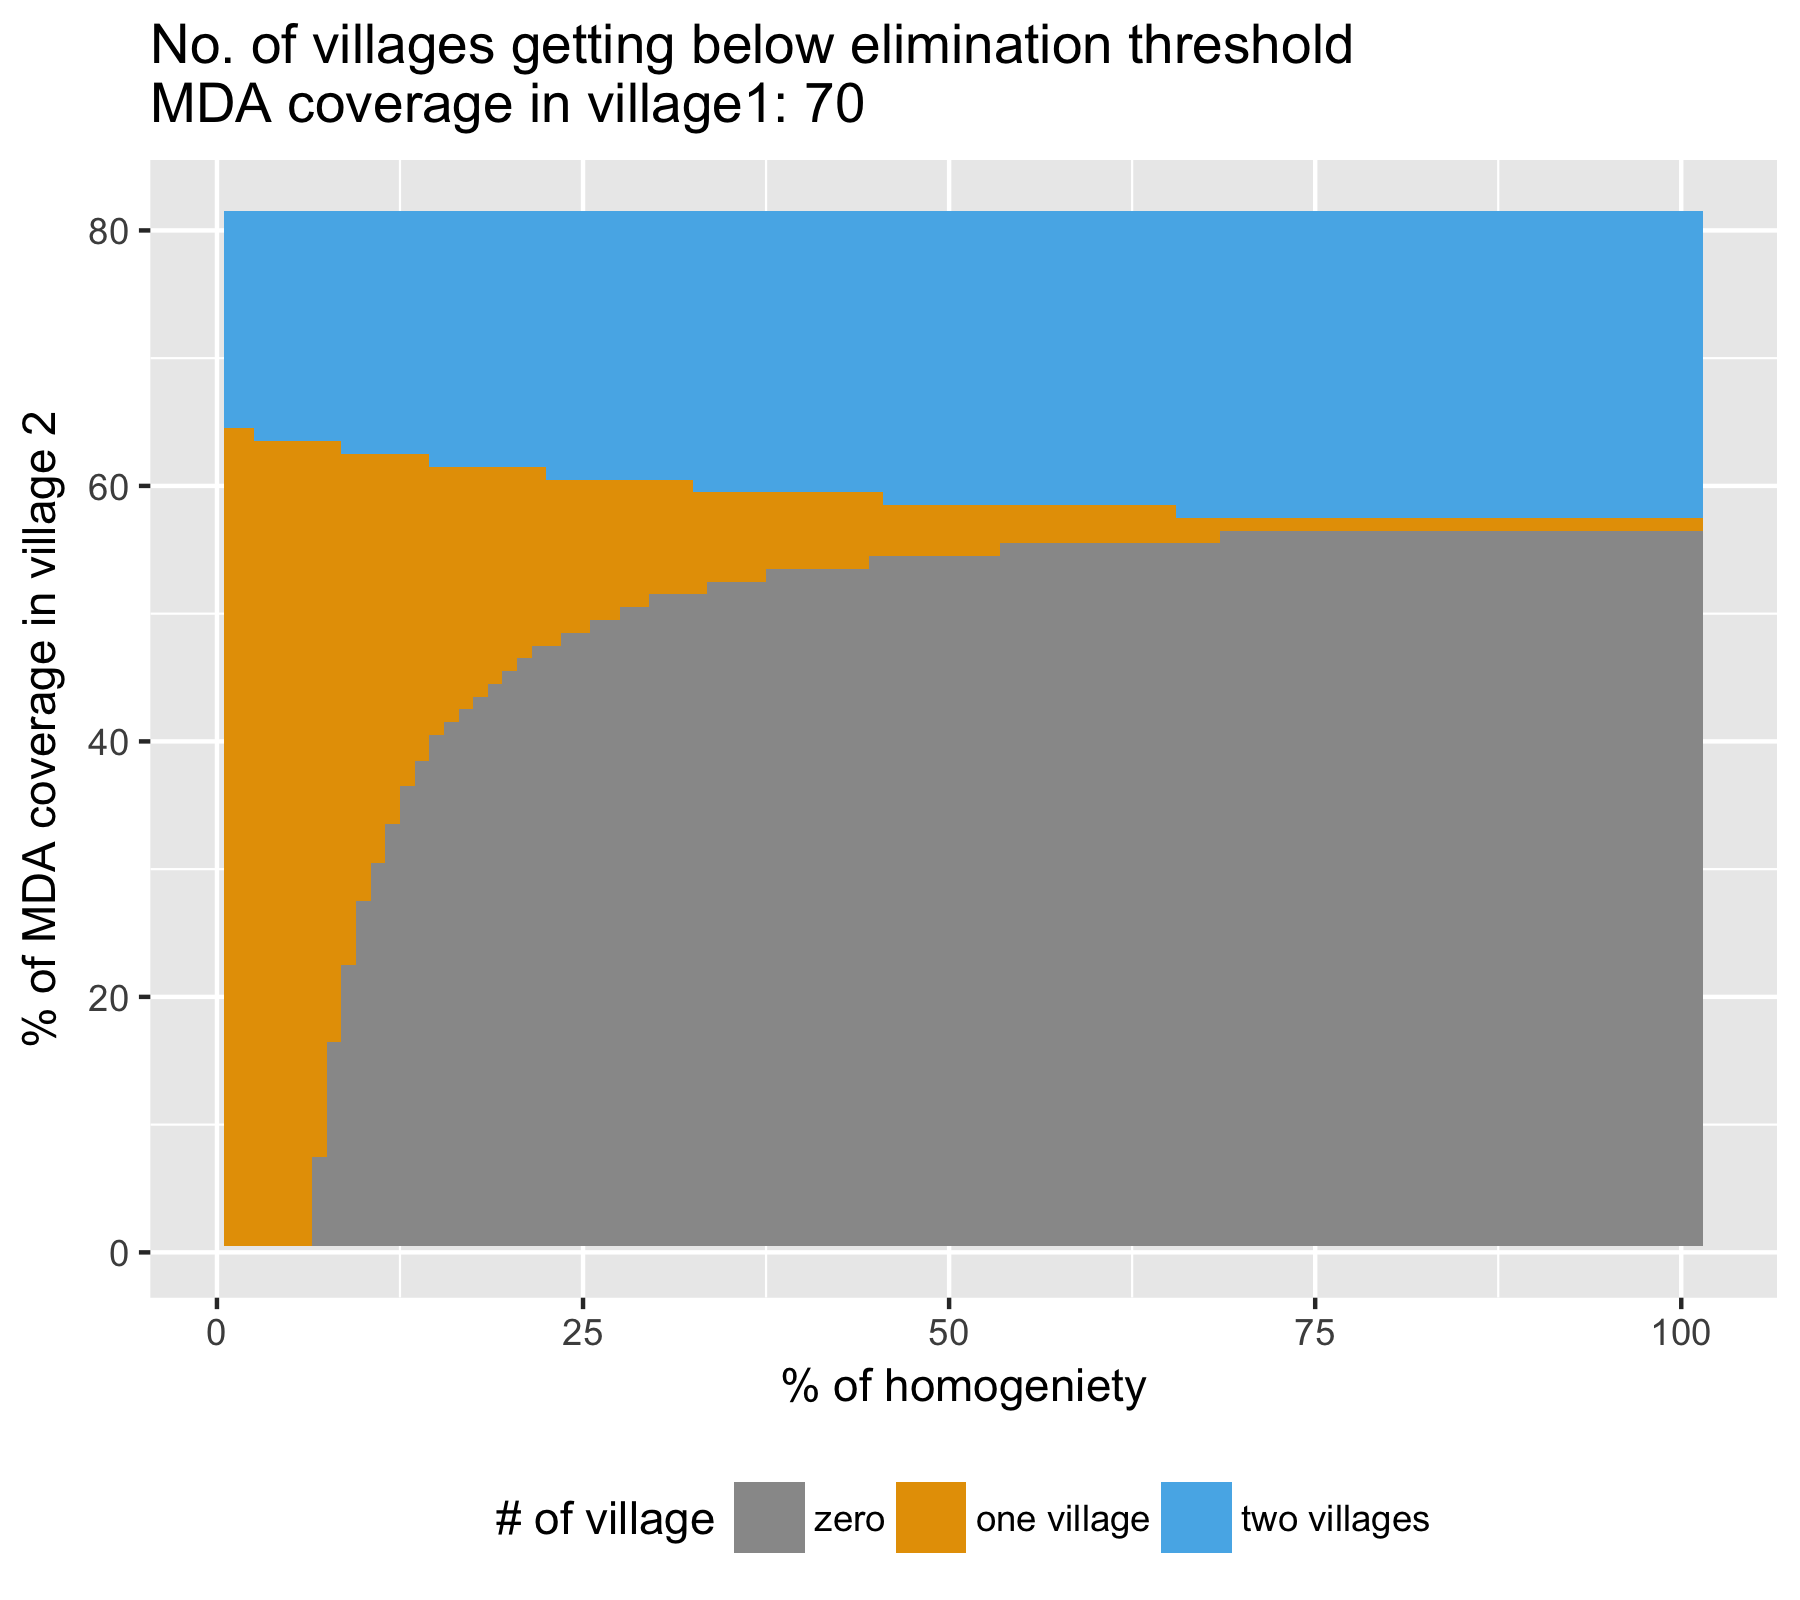 No. of villages getting below elimination threshold
MDA coverage in village1: 70
% of MDA coverage in village 2
80
60
40
20
0
0 25 50 75 100
% of homogeniety
# of village zero one village two villages